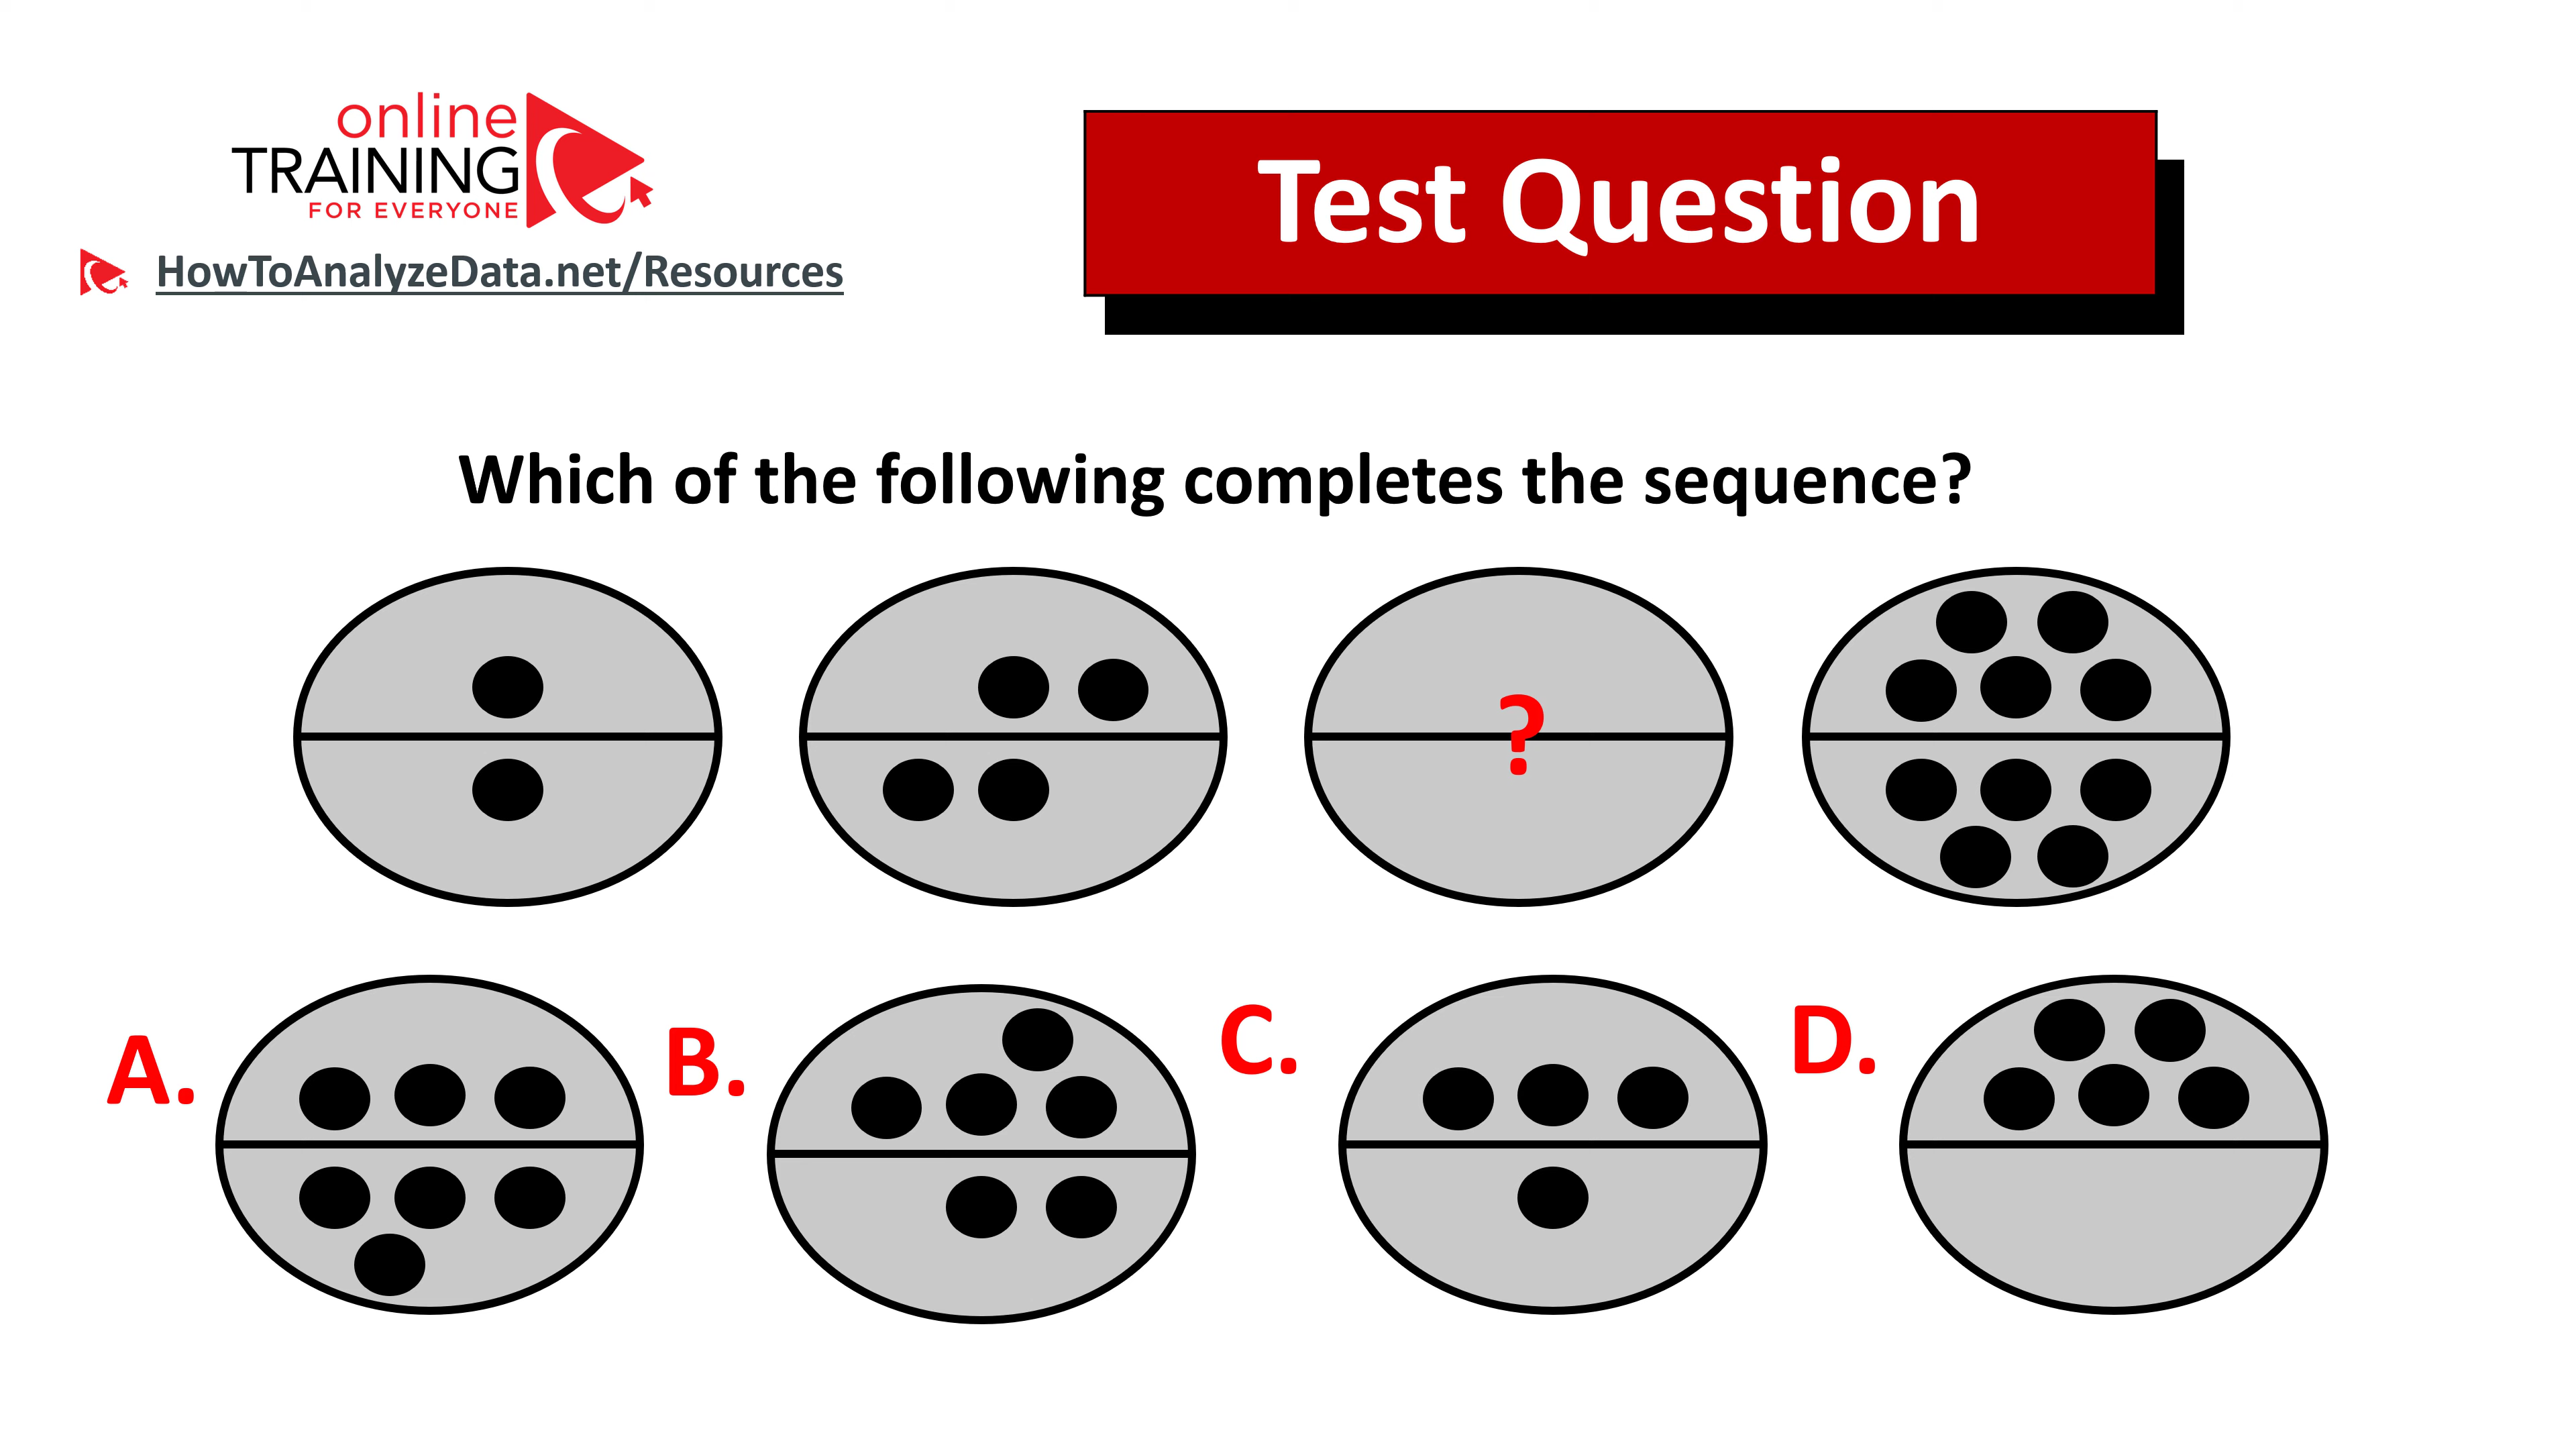 online
TRAINING
FOR EVERYONE
HowToAnalyzeData.net/Resources
Test Question
Which of the following completes the sequence?
?
A.
B.
C.
D.